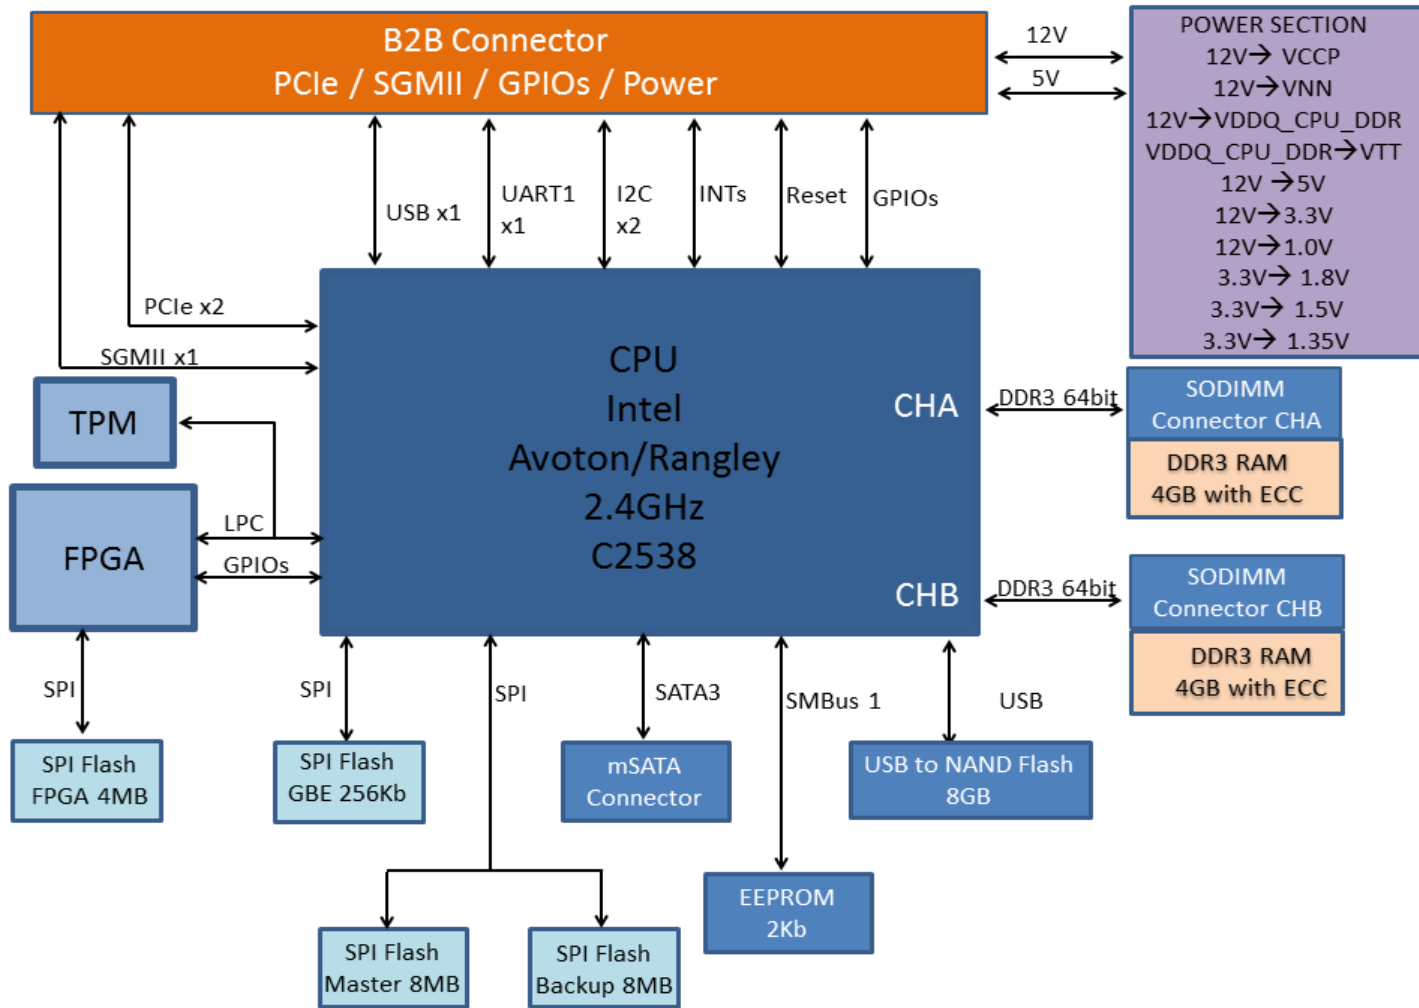 B2B Connector
PCIe / SGMII / GPIOs / Power
12V
5V
POWER SECTION
12V→ VCCP
12V→VNN
12V→VDDQ_CPU_DDR
VDDQ_CPU_DDR→VTT
12V →5V
12V→3.3V
12V→1.0V
3.3V→ 1.8V
3.3V→ 1.5V
3.3V→ 1.35V
USB x1
UART1
x1
I2C
x2
INTs
Reset
GPIOs
PCIe x2
SGMII x1
TPM
FPGA
LPC
GPIOs
CPU
Intel
Avoton/Rangley
2.4GHz
C2538
CHA
CHB
DDR3 64bit
SODIMM
Connector CHA
DDR3 RAM
4GB with ECC
DDR3 64bit
SODIMM
Connector CHB
DDR3 RAM
4GB with ECC
SPI
SPI
SPI
SATA3
SMBus 1
USB
SPI Flash
FPGA 4MB
SPI Flash
GBE 256Kb
mSATA
Connector
USB to NAND Flash
8GB
EEPROM
2Kb
SPI Flash
Master 8MB
SPI Flash
Backup 8MB